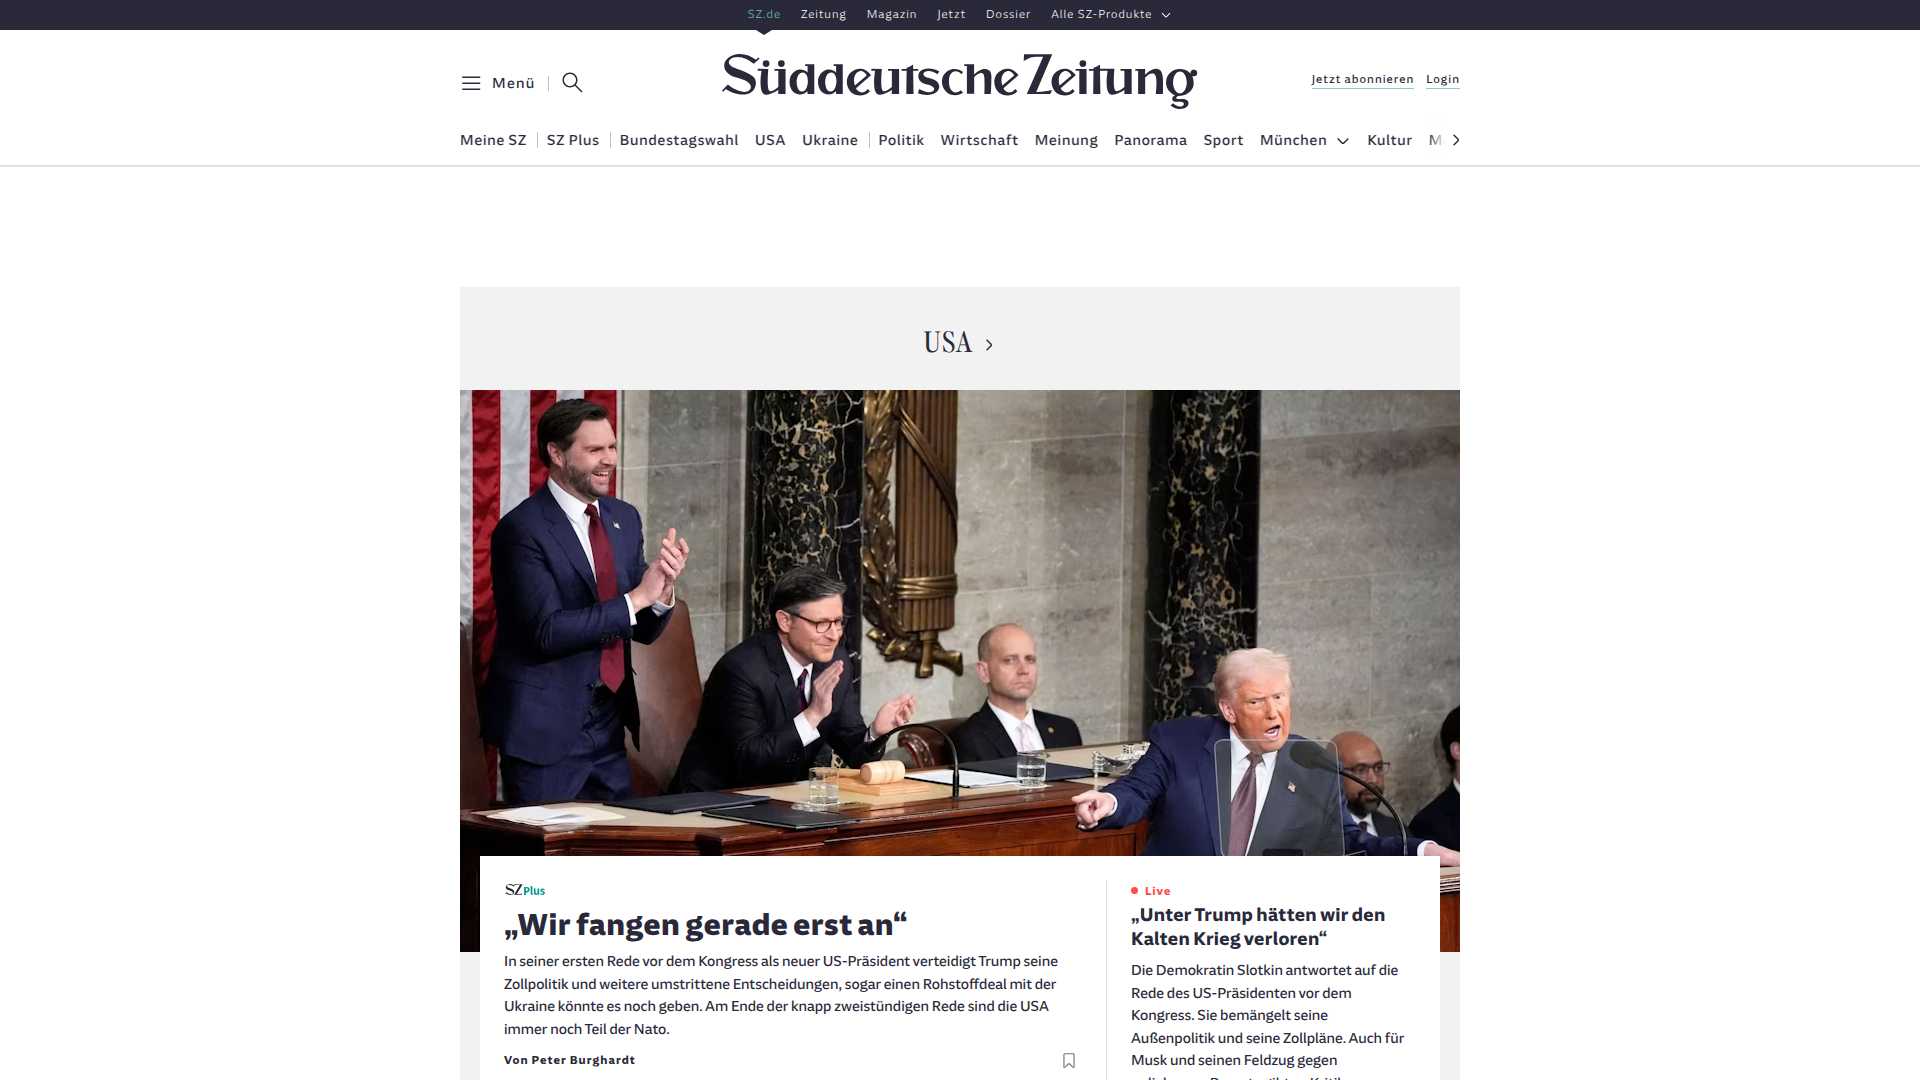 SZ.de Zeitung Magazin Jetzt Dossier Alle SZ-Produkte
Menü
Süddeutsche Zeitung
Jetzt abonnieren Login
Meine SZ SZ Plus Bundestagswahl USA Ukraine Politik Wirtschaft Meinung Panorama Sport München Kultur M
USA
SZ Plus
„Wir fangen gerade erst an“
In seiner ersten Rede vor dem Kongress als neuer US-Präsident verteidigt Trump seine
Zollpolitik und weitere umstrittene Entscheidungen, sogar einen Rohstoffdeal mit der
Ukraine könnte es noch geben. Am Ende der knapp zweistündigen Rede sind die USA
immer noch Teil der Nato.
Von Peter Burghardt
Live
„Unter Trump hätten wir den
Kalten Krieg verloren“
Die Demokratin Slotkin antwortet auf die
Rede des US-Präsidenten vor dem
Kongress. Sie bemängelt seine
Außenpolitik und seine Zollpläne. Auch für
Musk und seinen Feldzug gegen